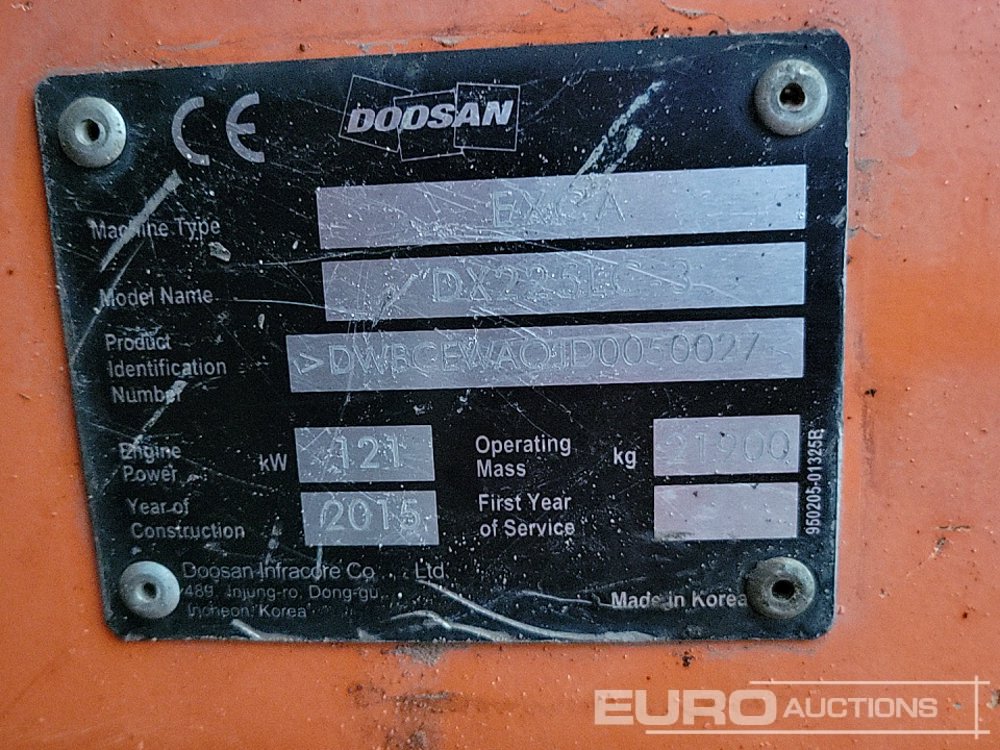 CE DOOSAN
Machine Type EXCA
Model Name DX225LC-3
Product
Identification
Number >DWBCEWAO1D0050027
Engine
Power kW 121
Operating
Mass kg 21900
Year of
Construction 2015
First Year
of Service
950205-01325B
Doosan Infracore Co Ltd
489, Injung-ro, Dong-gu,
Incheon, Korea
Made in Korea
EURO AUCTIONS